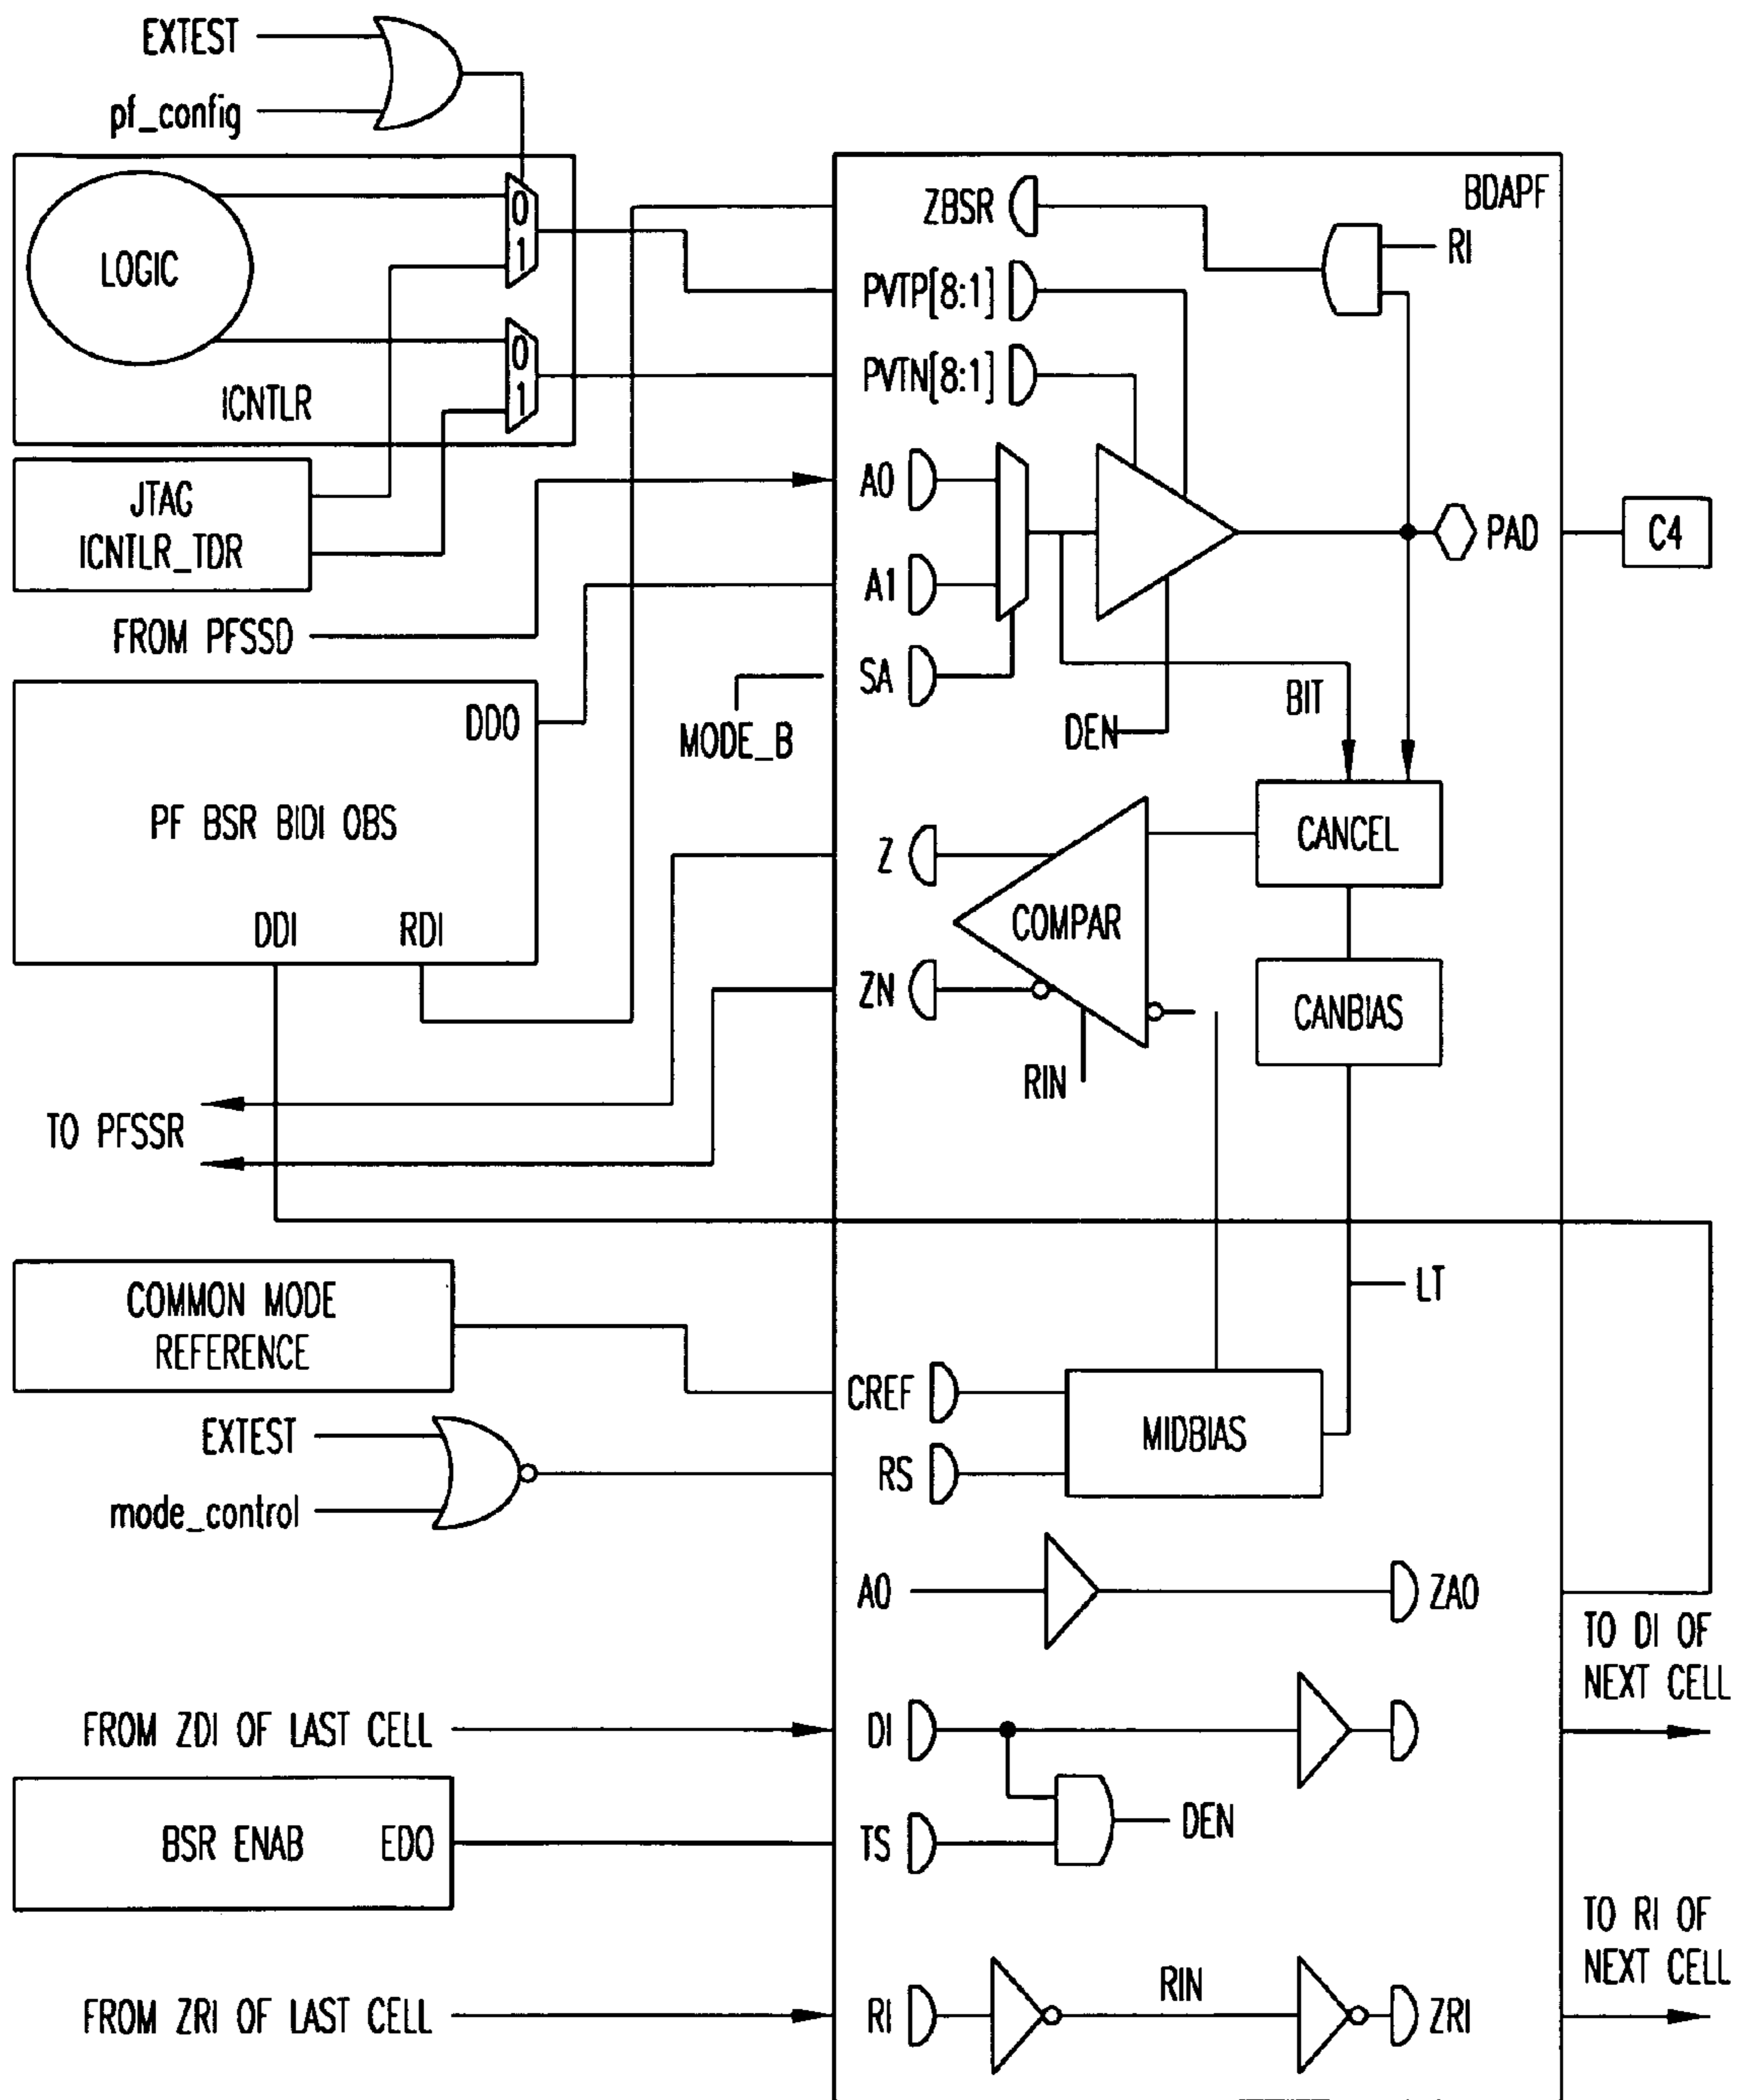 EXTEST
pf_config
LOGIC
0
1
0
1
ICNTLR
JTAG
ICNTLR_TDR
FROM PFSSD
MODE_B
DDO
PF BSR BIDI OBS
DDI
RDI
TO PFSSR
COMMON MODE
REFERENCE
EXTEST
mode_control
FROM ZDI OF LAST CELL
BSR ENAB
EDO
FROM ZRI OF LAST CELL
BDAPF
ZBSR
RI
PVTP[8:1]
PVTN[8:1]
A0
A1
SA
PAD
C4
BIT
DEN
CANCEL
Z
COMPAR
ZN
CANBIAS
RIN
LT
CREF
MIDBIAS
RS
A0
ZA0
TO DI OF
NEXT CELL
DI
DEN
TS
TO RI OF
NEXT CELL
RIN
RI
ZRI